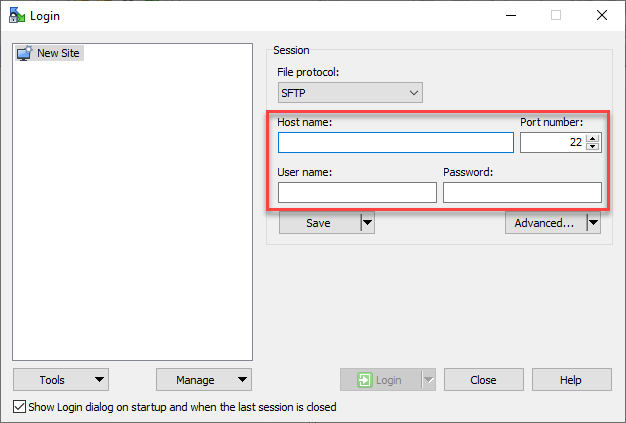 Login
New Site
Session
File protocol:
SFTP
Host name: Port number:
22
User name: Password:
Save Advanced...
Tools Manage Login Close Help
Show Login dialog on startup and when the last session is closed